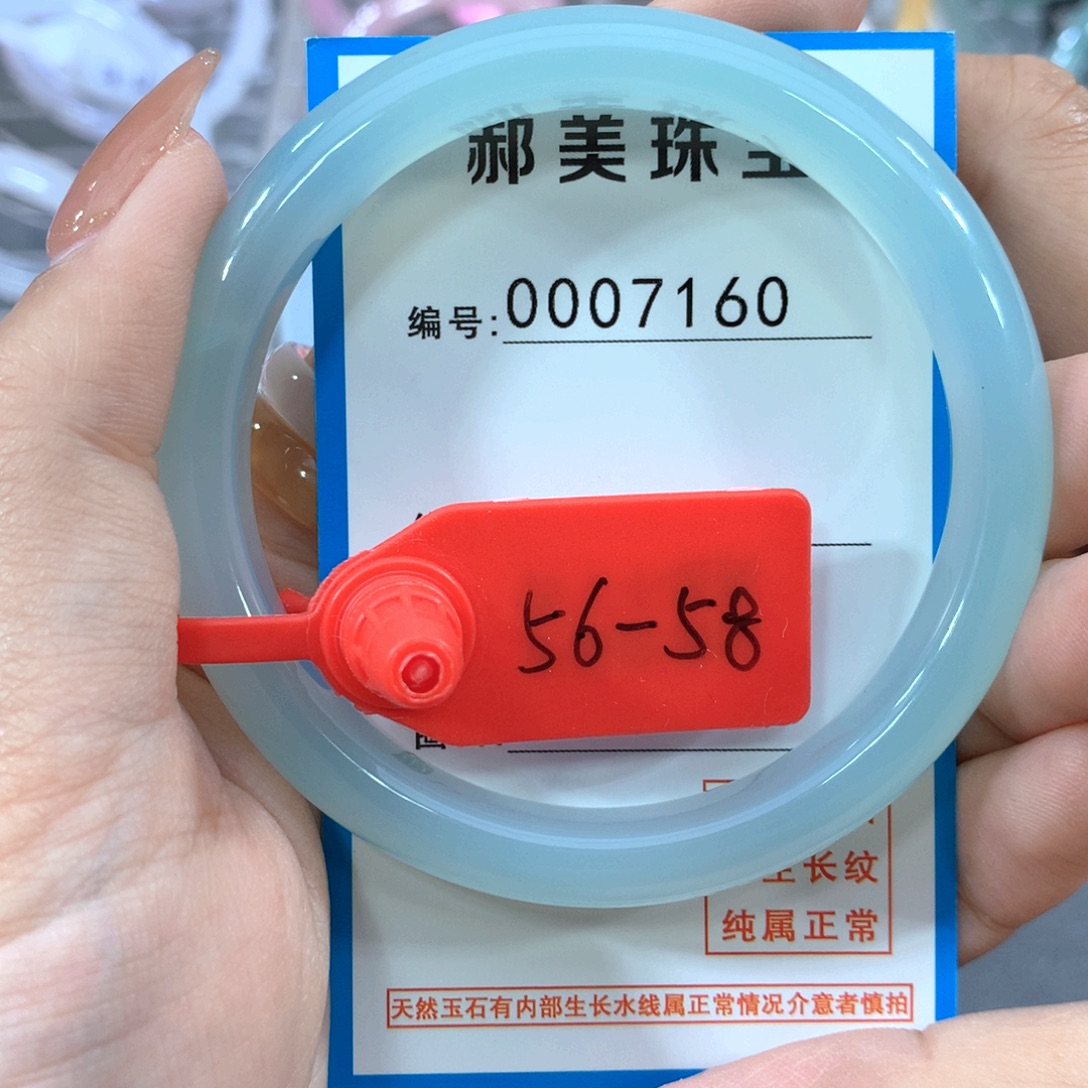 郝美珠宝
编号:0007160
56-58
生长纹
纯属正常
天然玉石有内部生长水线属正常情况介意者慎拍